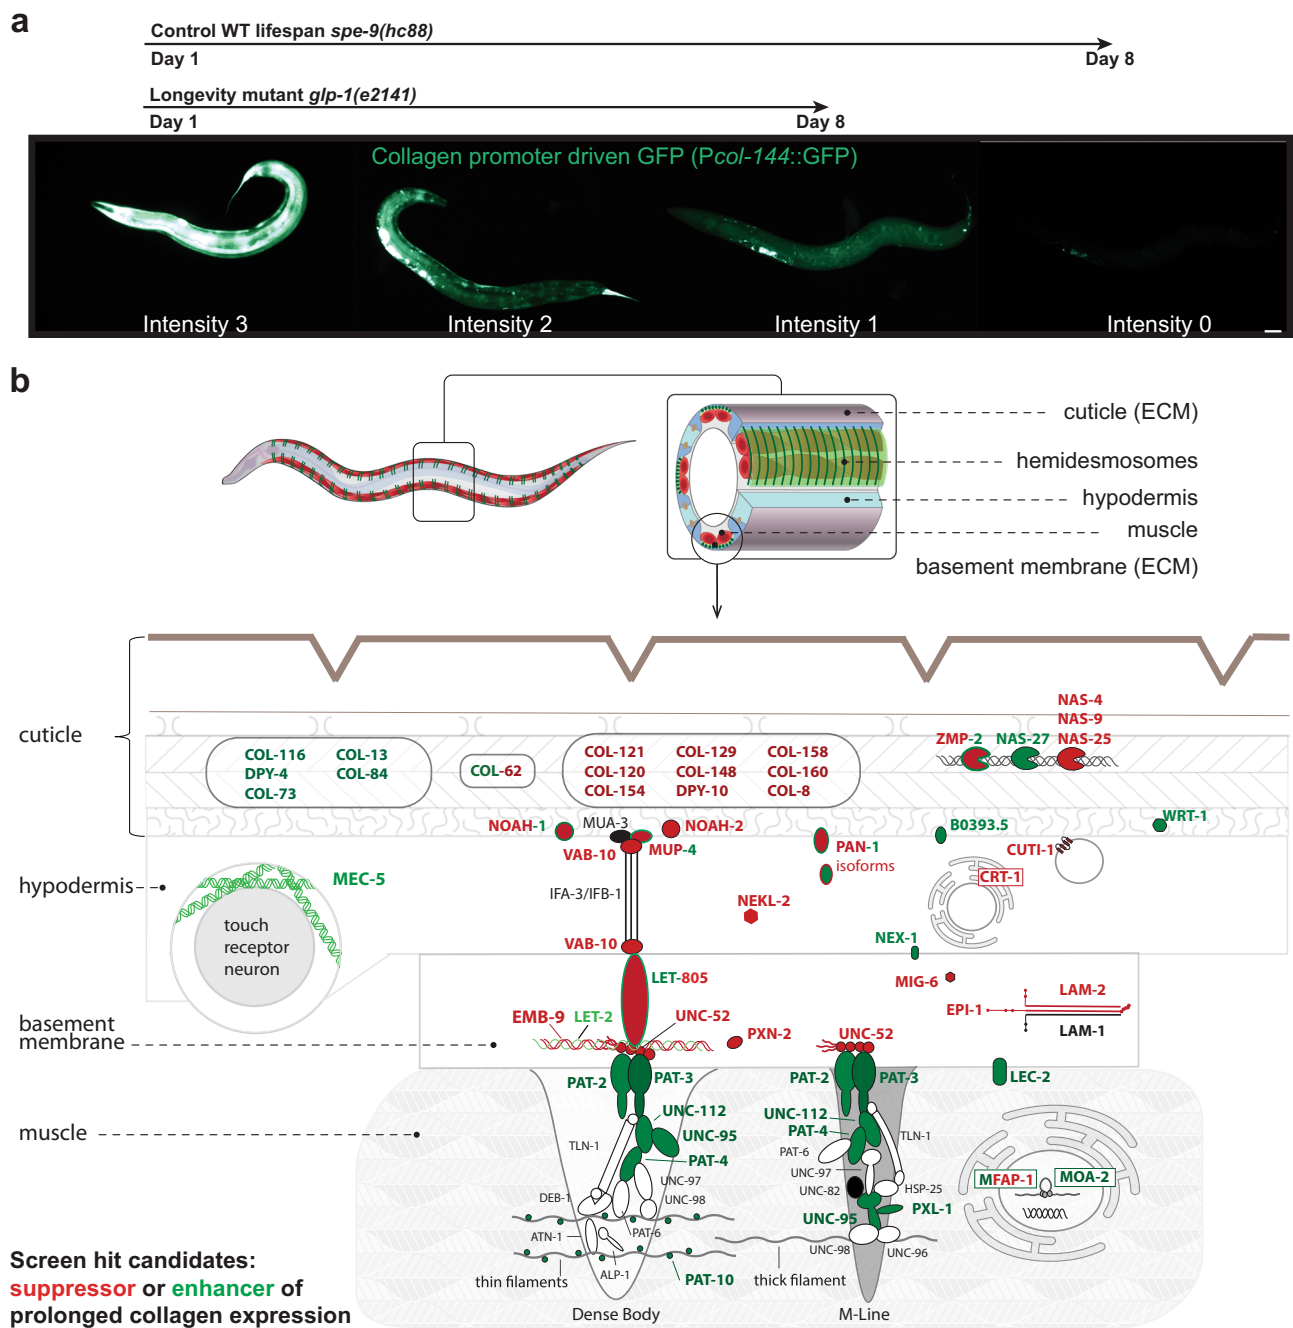 a
Control WT lifespan spe-9(hc88)
Day 1
Day 8
Longevity mutant glp-1(e2141)
Day 1
Day 8
Collagen promoter driven GFP (Pcol-144::GFP)
Intensity 3
Intensity 2
Intensity 1
Intensity 0
b
cuticle (ECM)
hemidesmosomes
hypodermis
muscle
basement membrane (ECM)
cuticle
COL-116
COL-13
DPY-4
COL-84
COL-73
COL-62
COL-121
COL-129
COL-158
COL-120
COL-148
COL-160
COL-154
DPY-10
COL-8
NAS-4
NAS-9
ZMP-2
NAS-27
NAS-25
NOAH-1
MUA-3
NOAH-2
VAB-10
MUP-4
PAN-1
isoforms
B0393.5
WRT-1
CUTI-1
CRT-1
hypodermis
MEC-5
touch
receptor
neuron
IFA-3/IFB-1
NEKL-2
VAB-10
NEX-1
LET-805
MIG-6
LAM-2
EPI-1
LAM-1
basement
membrane
EMB-9
LET-2
UNC-52
PXN-2
UNC-52
PAT-2
PAT-3
PAT-2
PAT-3
LEC-2
muscle
UNC-112
UNC-95
TLN-1
PAT-4
UNC-97
UNC-98
DEB-1
PAT-6
ATN-1
ALP-1
PAT-10
thin filaments
Dense Body
UNC-112
PAT-4
TLN-1
PAT-6
UNC-97
UNC-82
HSP-25
PXL-1
UNC-95
UNC-98
UNC-96
thick filament
M-Line
MFAP-1
MOA-2
Screen hit candidates:
suppressor or enhancer of
prolonged collagen expression